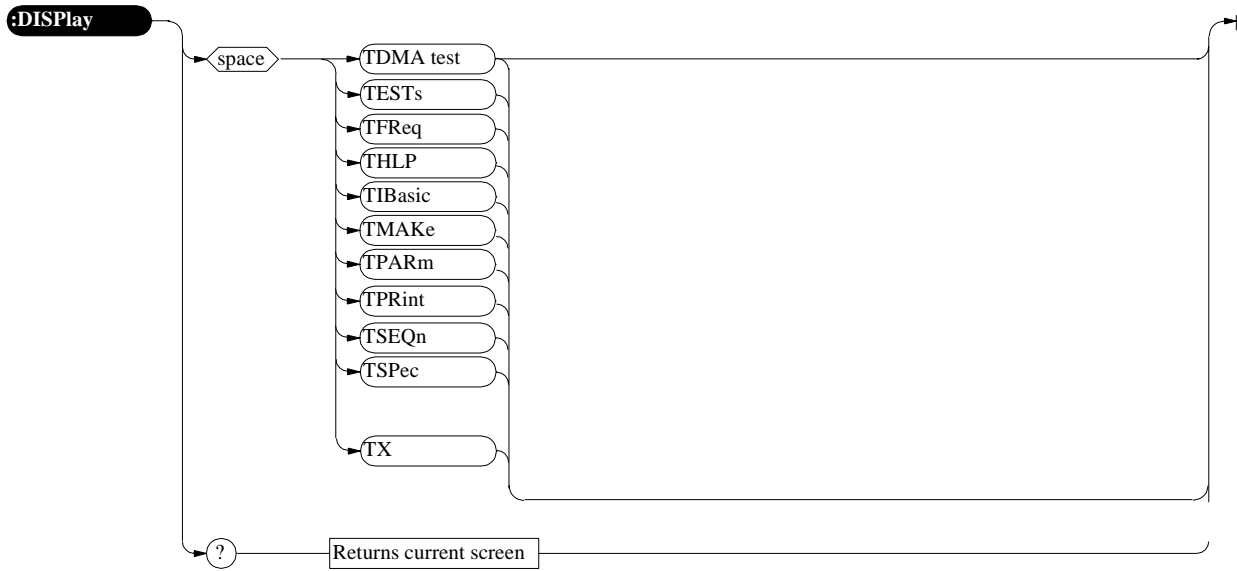 :DISPlay
space
TDMA test
TESTs
TFReq
THLP
TIBasic
TMAKe
TPARm
TPRint
TSEQn
TSPec
TX
?
Returns current screen